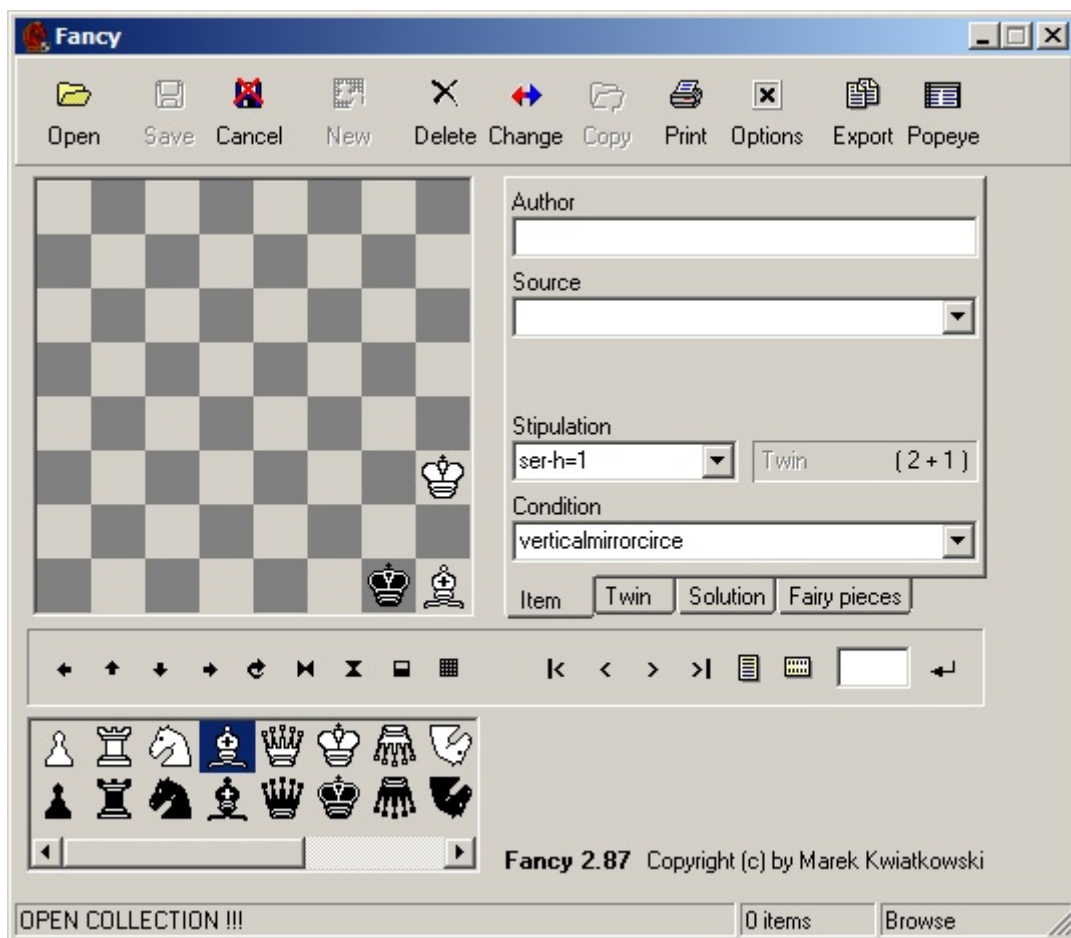 Fancy
Open Save Cancel New Delete Change Copy Print Options Export Popeye
Author
Source
Stipulation
ser-h=1 Twin ( 2 + 1 )
Condition
verticalmirrorcirce
Item Twin Solution Fairy pieces
Fancy 2.87 Copyright (c) by Marek Kwiatkowski
OPEN COLLECTION !!! 0 items Browse